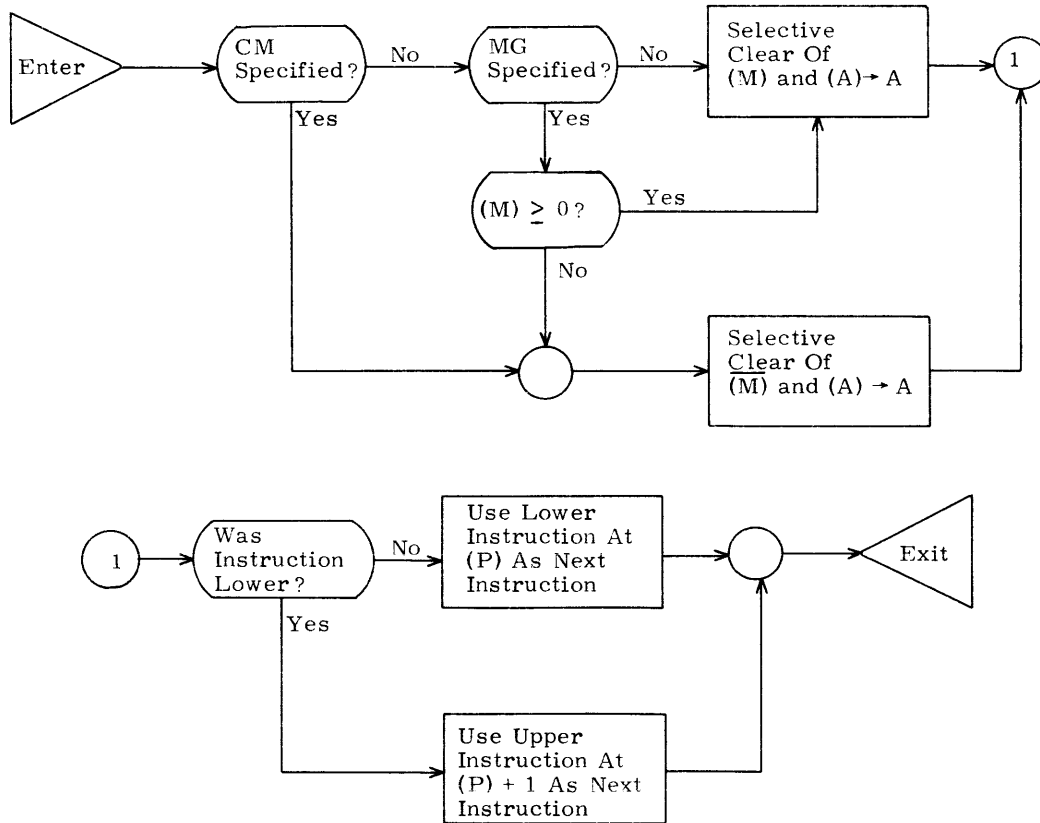 Enter
CM
Specified?
No
MG
Specified?
No
Selective
Clear Of
(M) and (A) → A
1
Yes
Yes
(M) ≥ 0?
Yes
No
Selective
Clear Of
(M̅) and (A) → A
1
Was
Instruction
Lower?
No
Use Lower
Instruction At
(P) As Next
Instruction
Exit
Yes
Use Upper
Instruction At
(P) + 1 As Next
Instruction